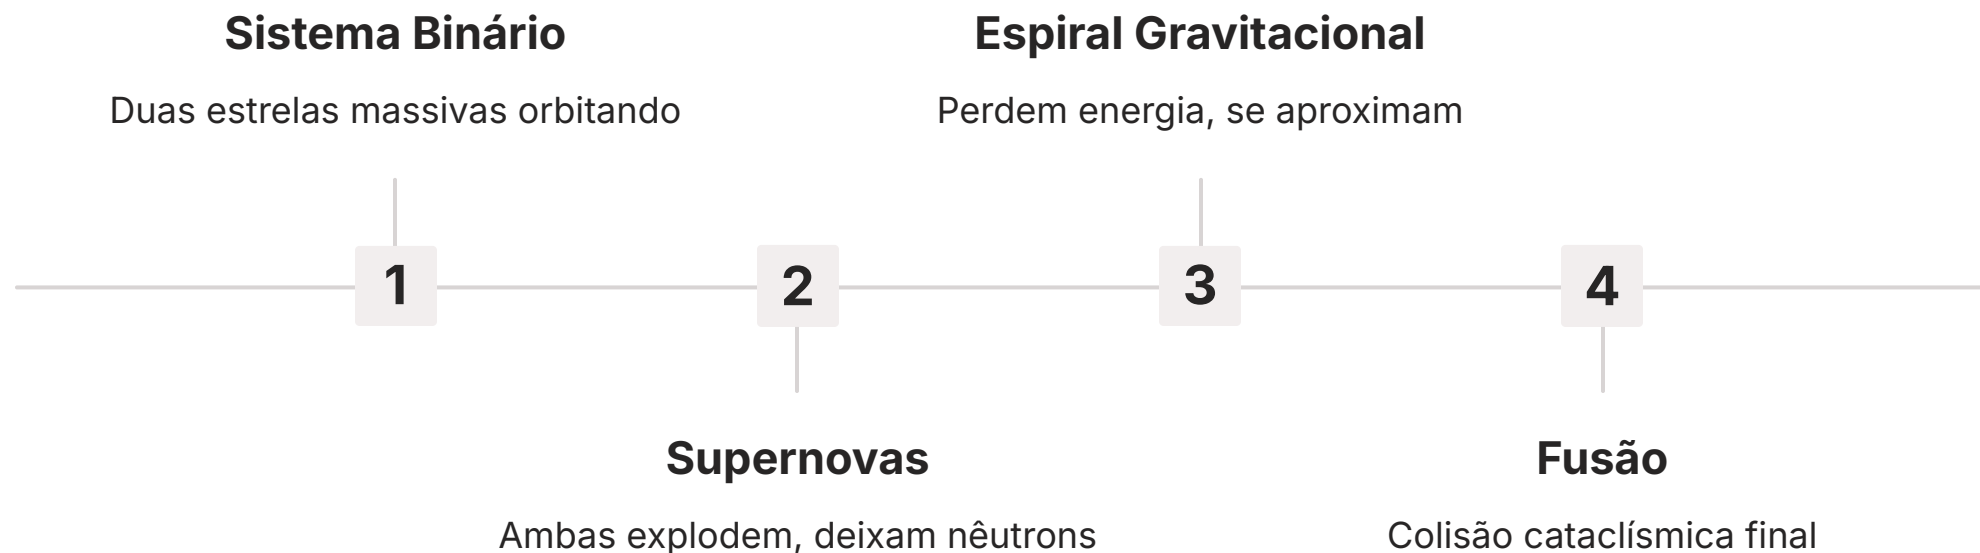 Sistema Binário
Duas estrelas massivas orbitando
Espiral Gravitacional
Perdem energia, se aproximam
1
2
3
4
Supernovas
Ambas explodem, deixam nêutrons
Fusão
Colisão cataclísmica final